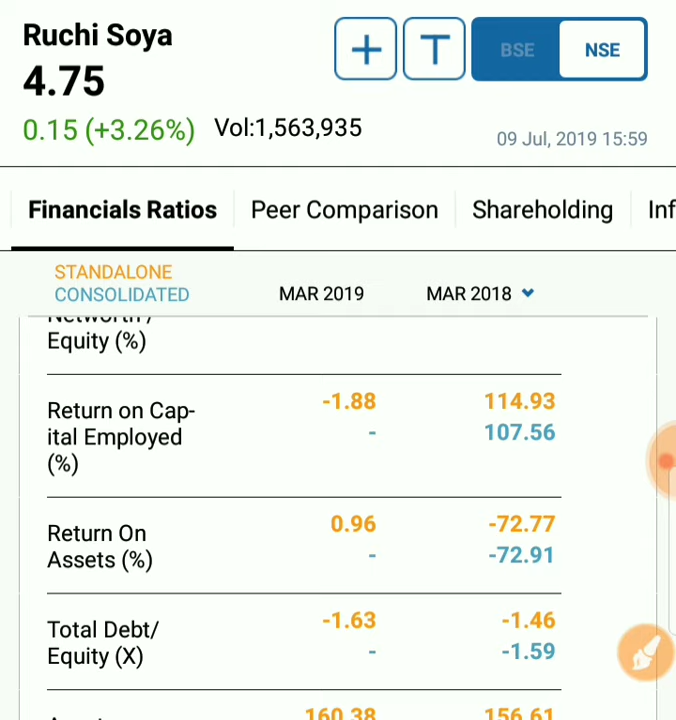 Ruchi Soya
4.75
0.15 (+3.26%) Vol:1,563,935
T
BSE NSE
09 Jul, 2019 15:59
Financials Ratios Peer Comparison Shareholding Inf
STANDALONE
CONSOLIDATED MAR 2019 MAR 2018
Equity (%)
Return on Cap- -1.88 114.93
ital Employed - 107.56
(%)
Return On 0.96 -72.77
Assets (%) - -72.91
Total Debt/ -1.63 -1.46
Equity (X) - -1.59
160.38 156.61